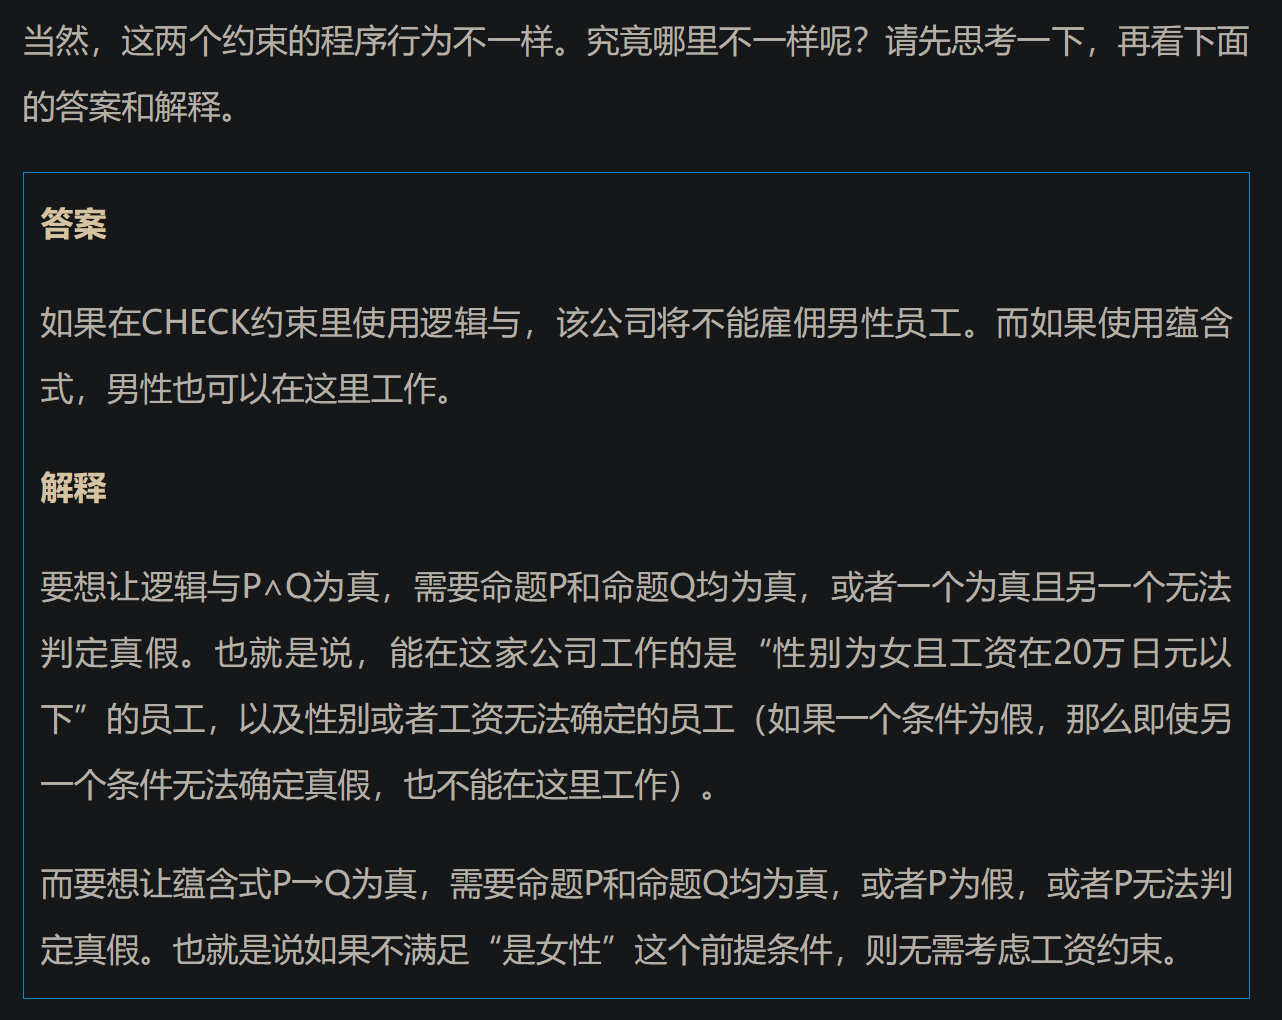 当然，这两个约束的程序行为不一样。究竟哪里不一样呢？请先思考一下，再看下面
的答案和解释。
答案
如果在CHECK约束里使用逻辑与，该公司将不能雇佣男性员工。而如果使用蕴含
式，男性也可以在这里工作。
解释
要想让逻辑与P∧Q为真，需要命题P和命题Q均为真，或者一个为真且另一个无法
判定真假。也就是说，能在这家公司工作的是“性别为女且工资在20万日元以
下”的员工，以及性别或者工资无法确定的员工（如果一个条件为假，那么即使另
一个条件无法确定真假，也不能在这里工作）。
而要想让蕴含式P→Q为真，需要命题P和命题Q均为真，或者P为假，或者P无法判
定真假。也就是说如果不满足“是女性”这个前提条件，则无需考虑工资约束。